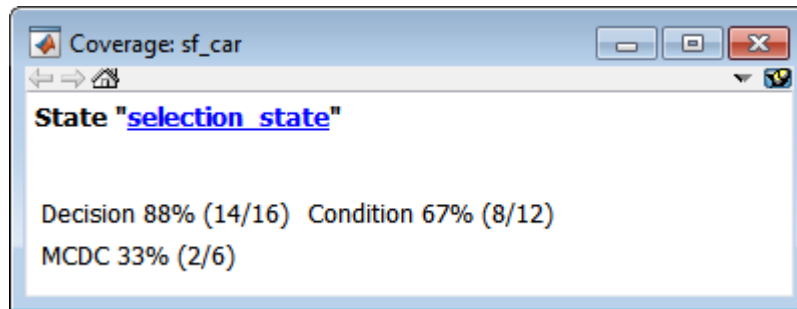 Coverage: sf_car
State "selection_state"
Decision 88% (14/16) Condition 67% (8/12)
MCDC 33% (2/6)